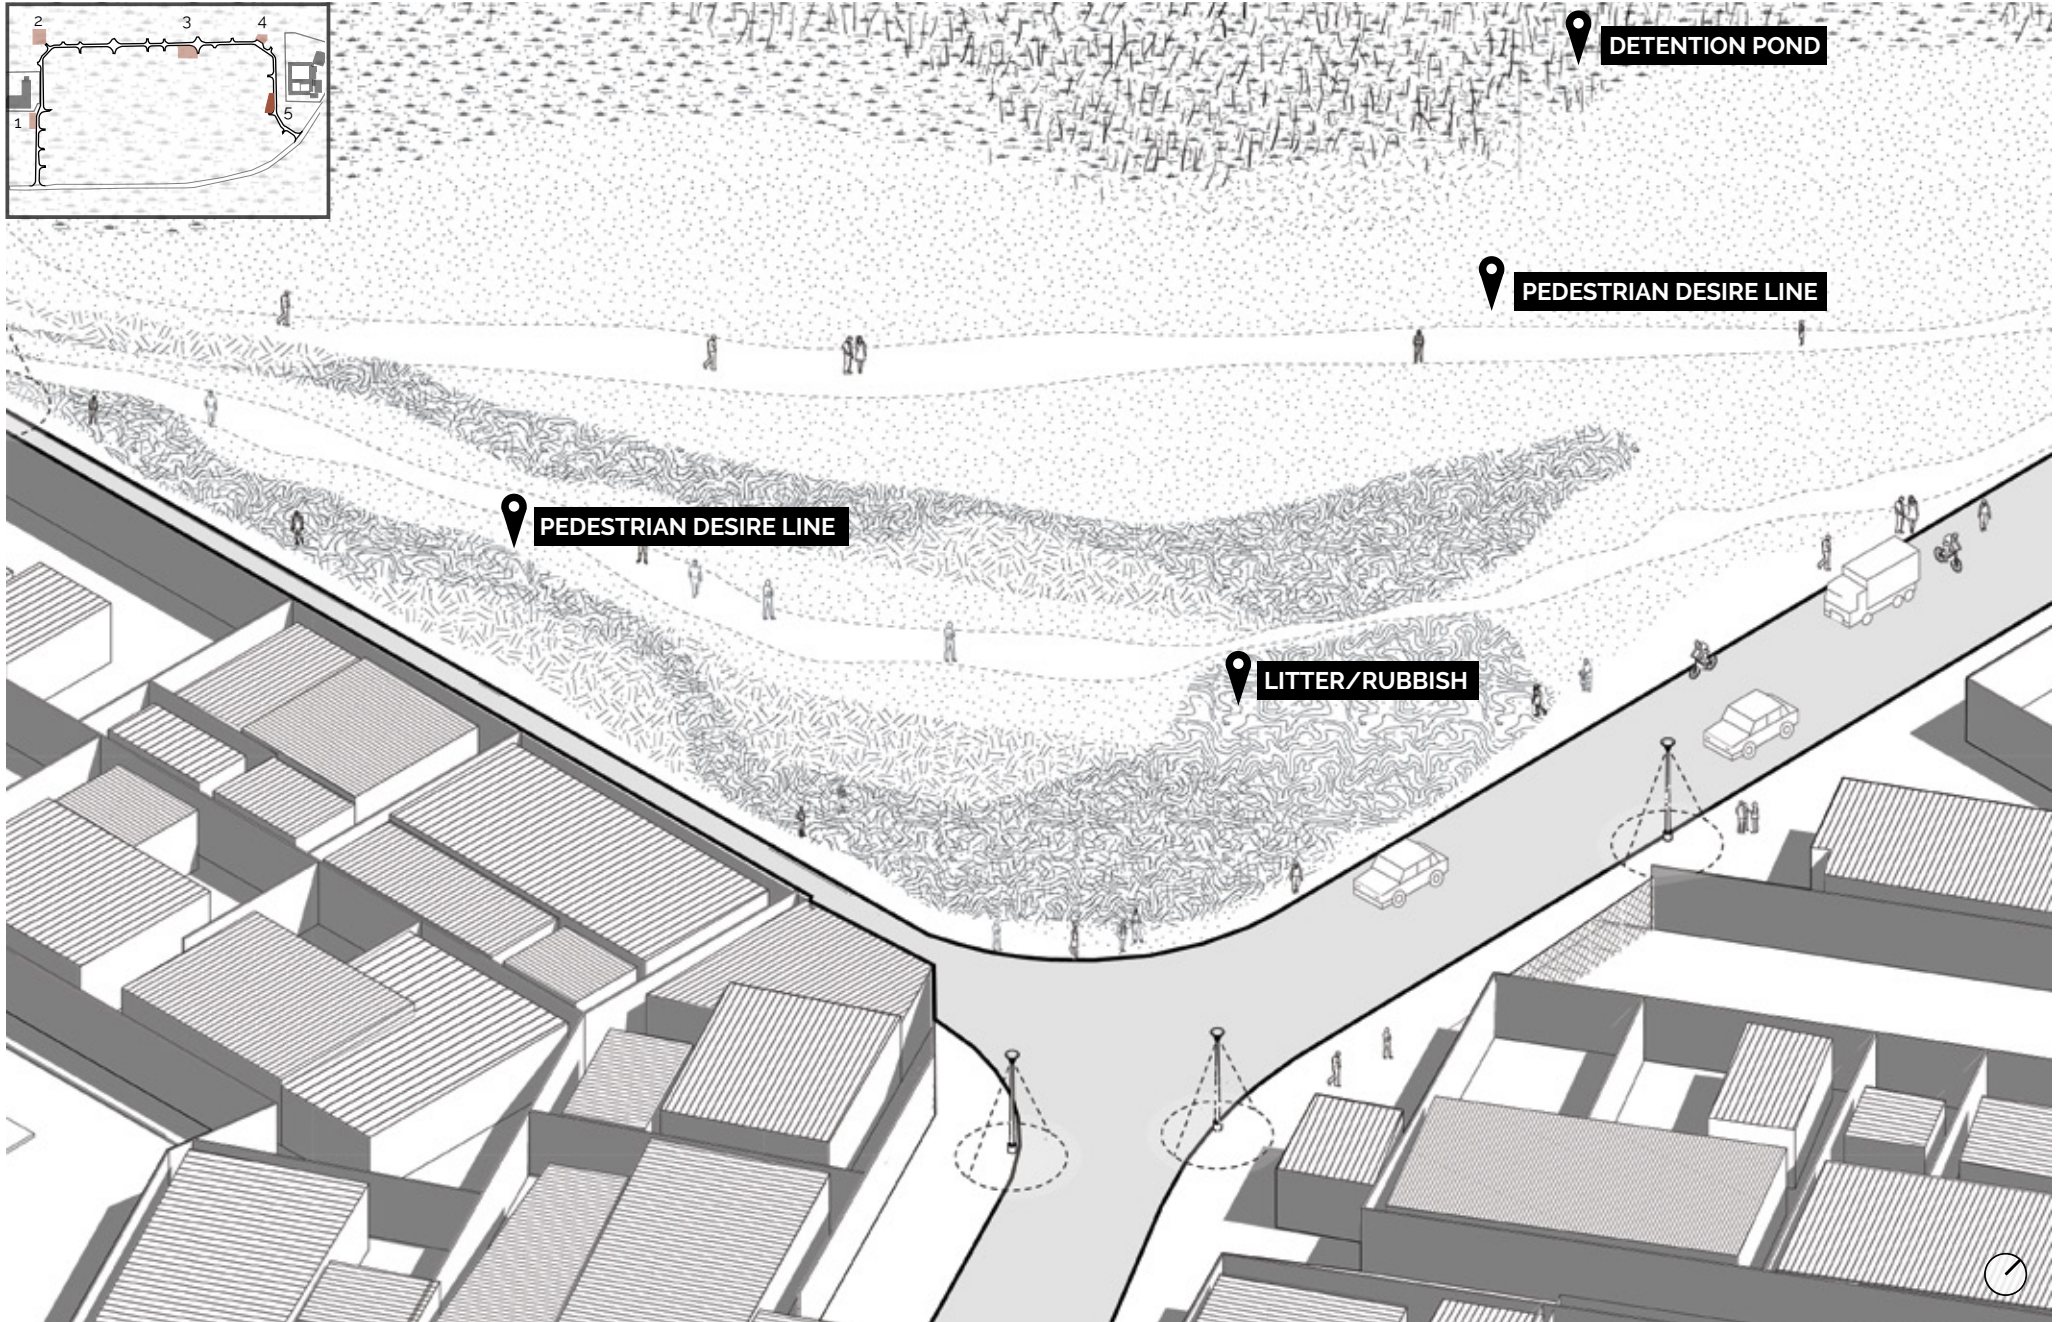 2
3
4
1
5
DETENTION POND
PEDESTRIAN DESIRE LINE
PEDESTRIAN DESIRE LINE
LITTER/RUBBISH